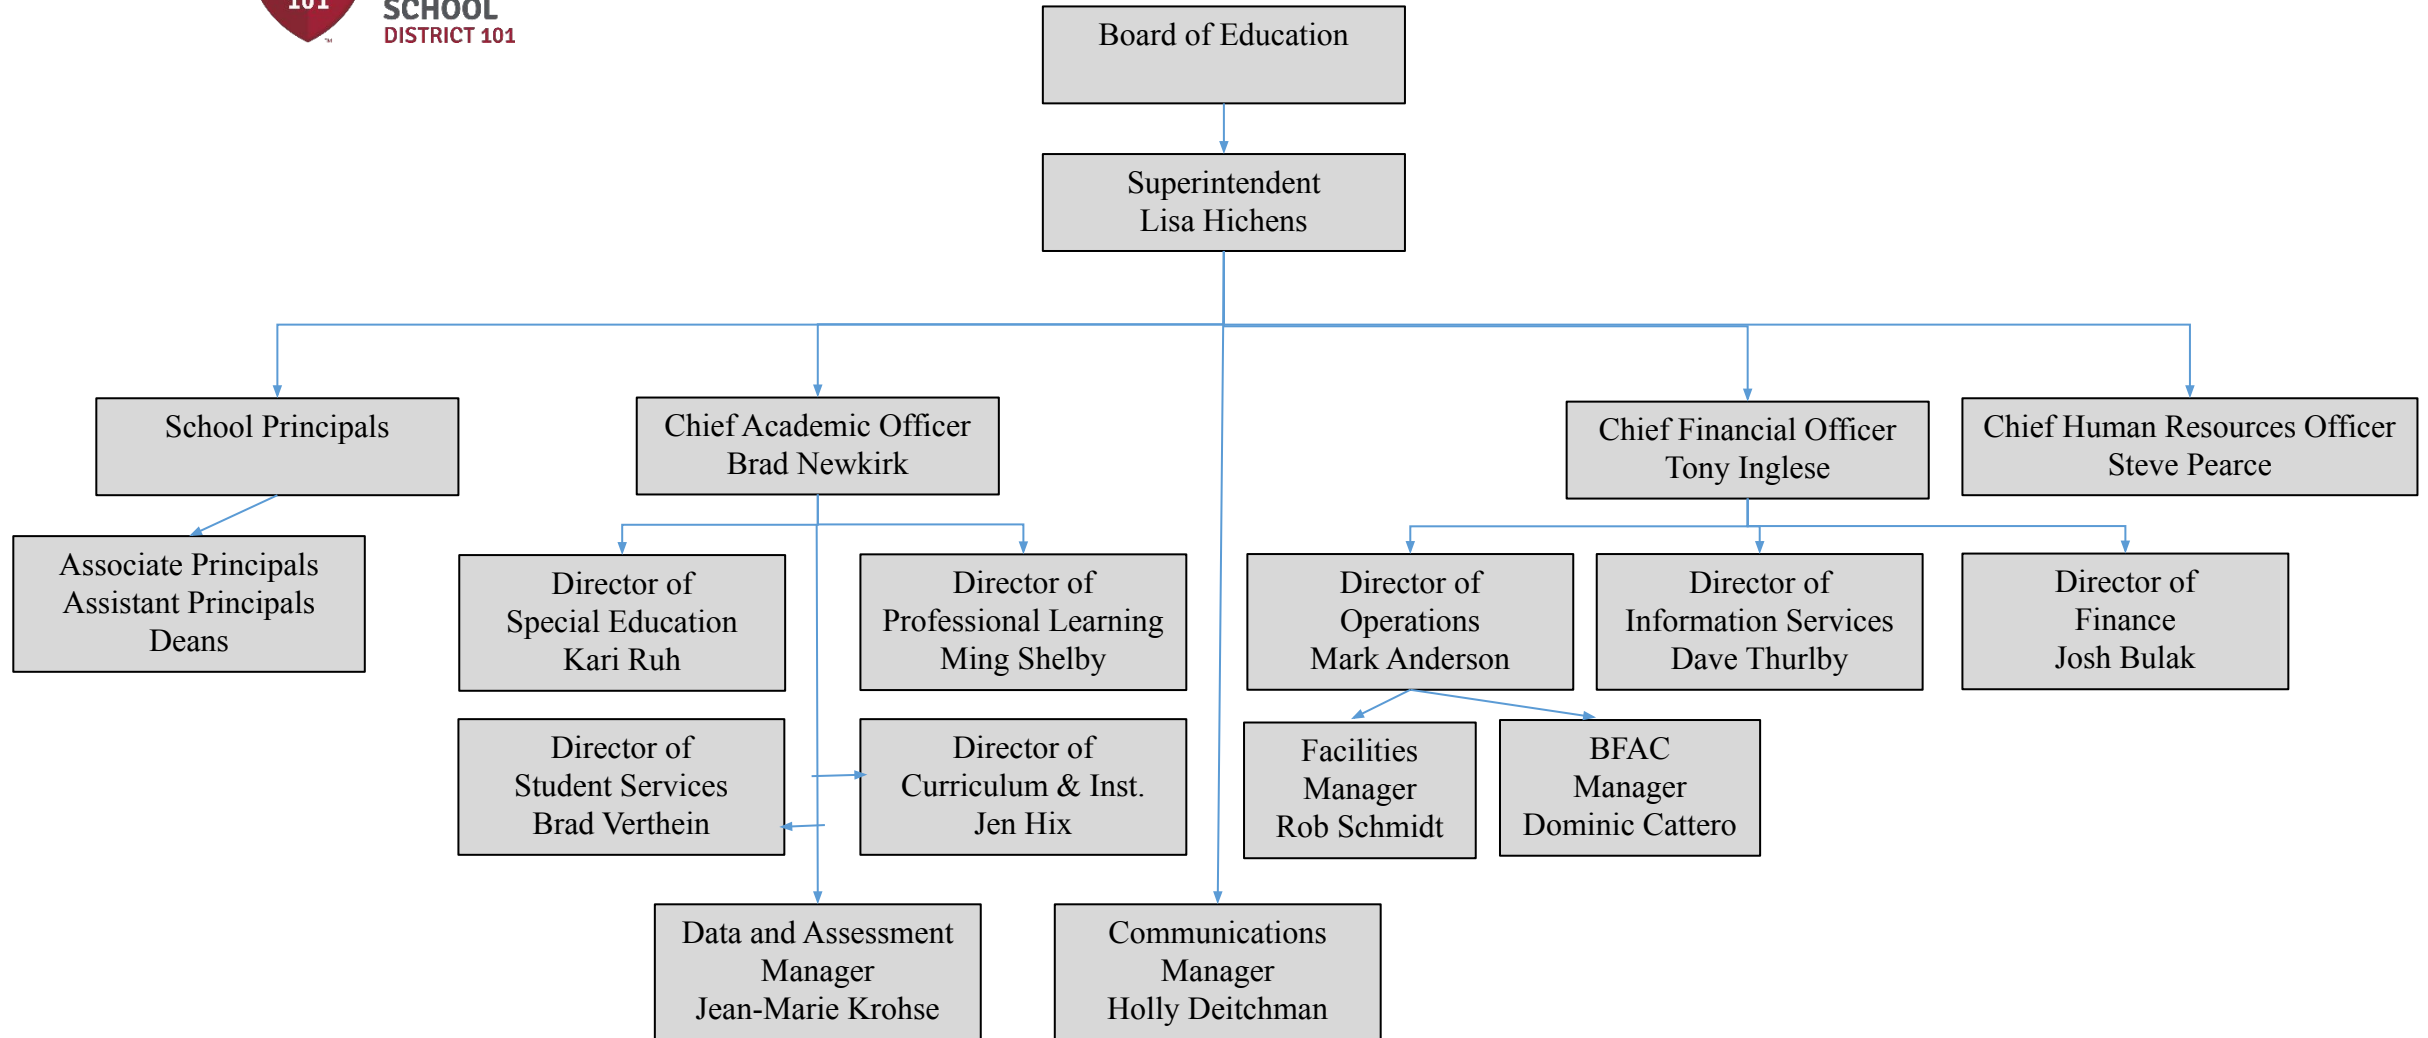 101
SCHOOL
DISTRICT 101
TM
Board of Education
Superintendent
Lisa Hichens
School Principals
Chief Academic Officer
Brad Newkirk
Chief Financial Officer
Tony Inglese
Chief Human Resources Officer
Steve Pearce
Associate Principals
Assistant Principals
Deans
Director of
Special Education
Kari Ruh
Director of
Professional Learning
Ming Shelby
Director of
Operations
Mark Anderson
Director of
Information Services
Dave Thurlby
Director of
Finance
Josh Bulak
Director of
Student Services
Brad Verthein
Director of
Curriculum & Inst.
Jen Hix
Facilities
Manager
Rob Schmidt
BFAC
Manager
Dominic Cattero
Data and Assessment
Manager
Jean-Marie Krohse
Communications
Manager
Holly Deitchman